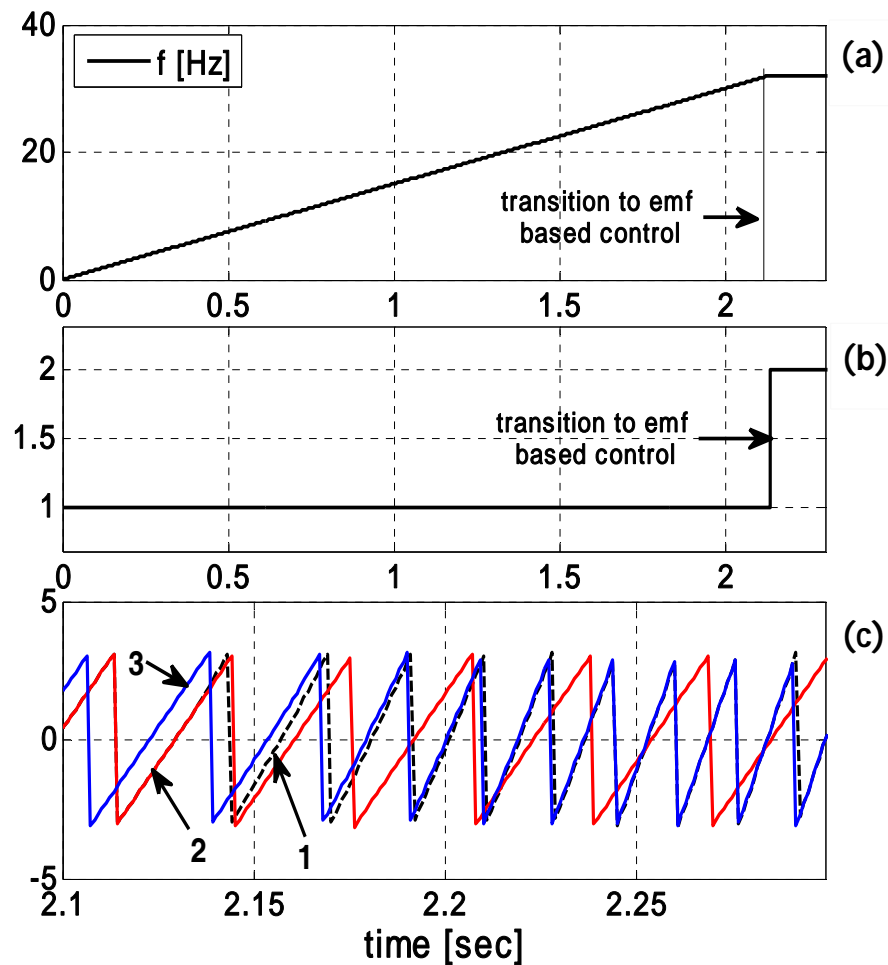 40
f [Hz]
(a)
20
transition to emf
based control
0
0
0.5
1
1.5
2
2
(b)
1.5
transition to emf
based control
1
0
0.5
1
1.5
2
5
(c)
3
0
2
1
-5
2.1
2.15
2.2
2.25
time [sec]